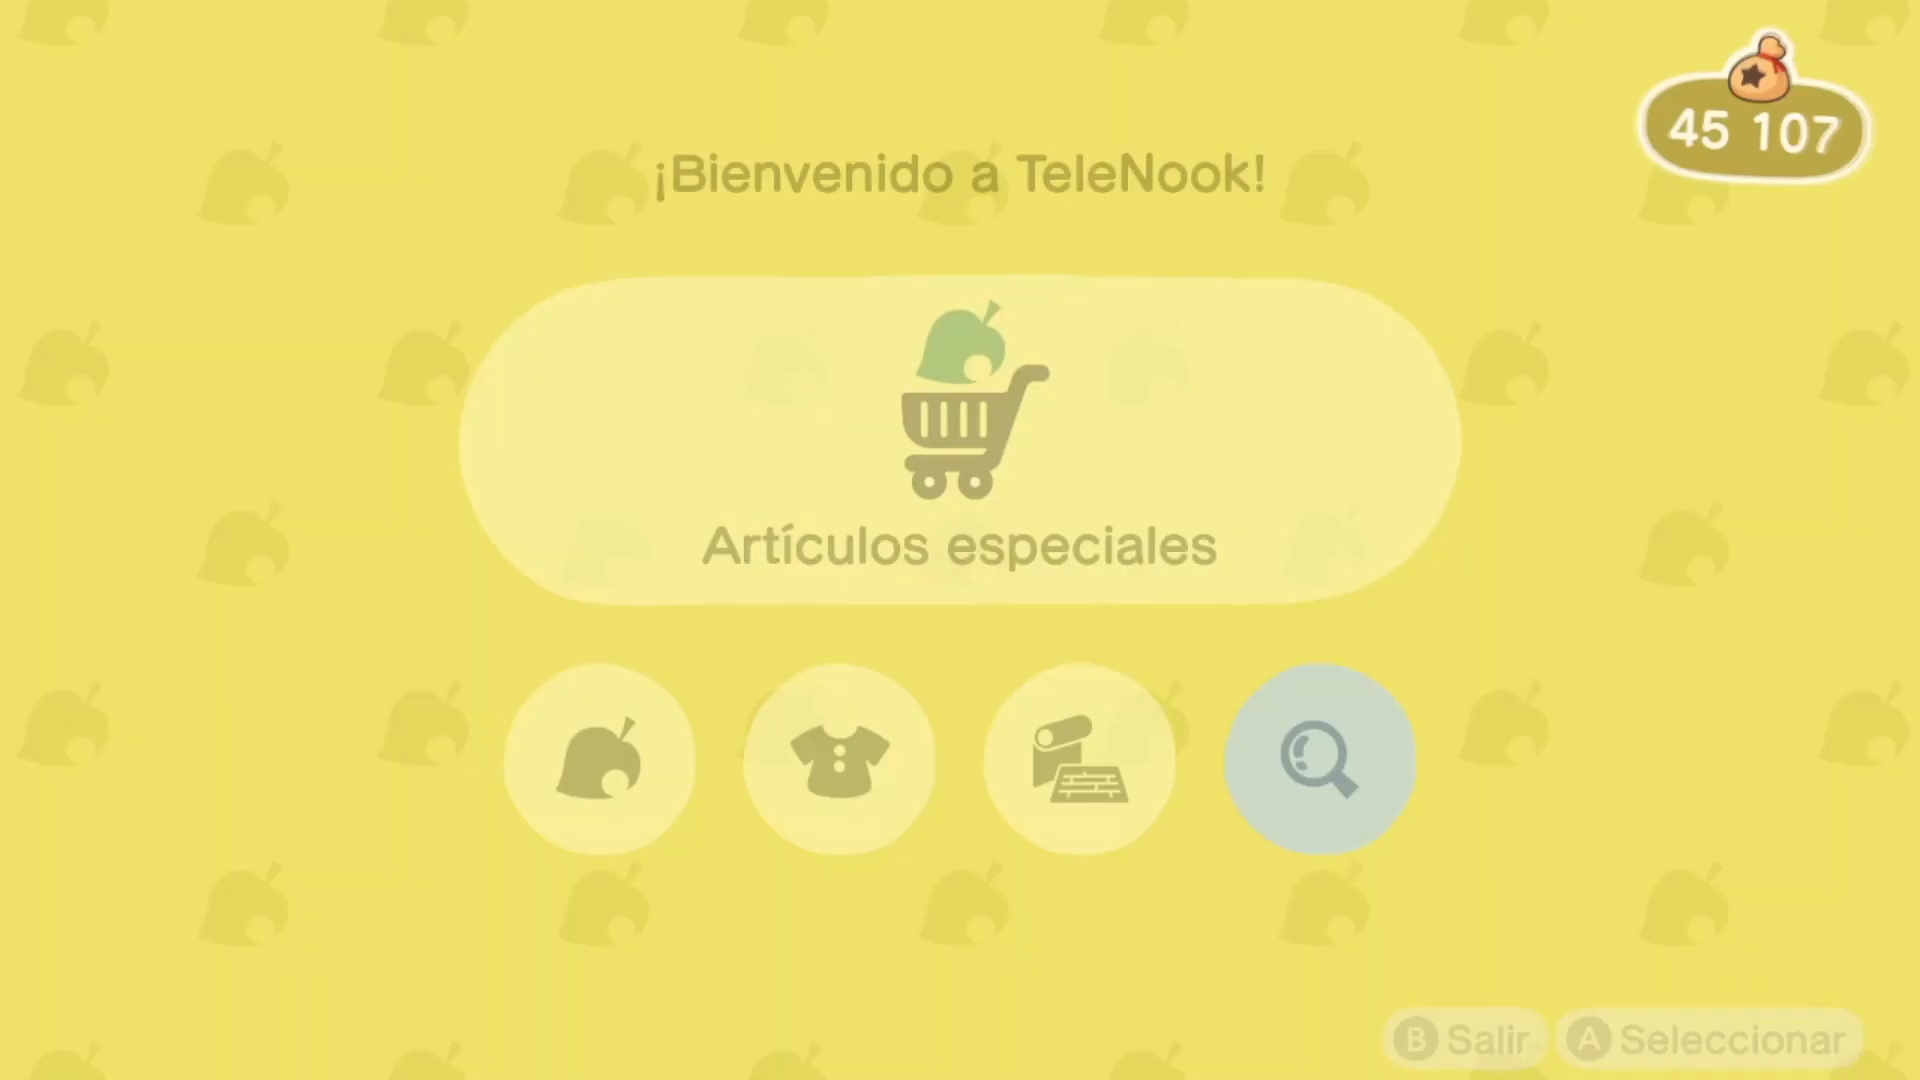 45 107
¡Bienvenido a TeleNook!
Artículos especiales
B Salir A Seleccionar